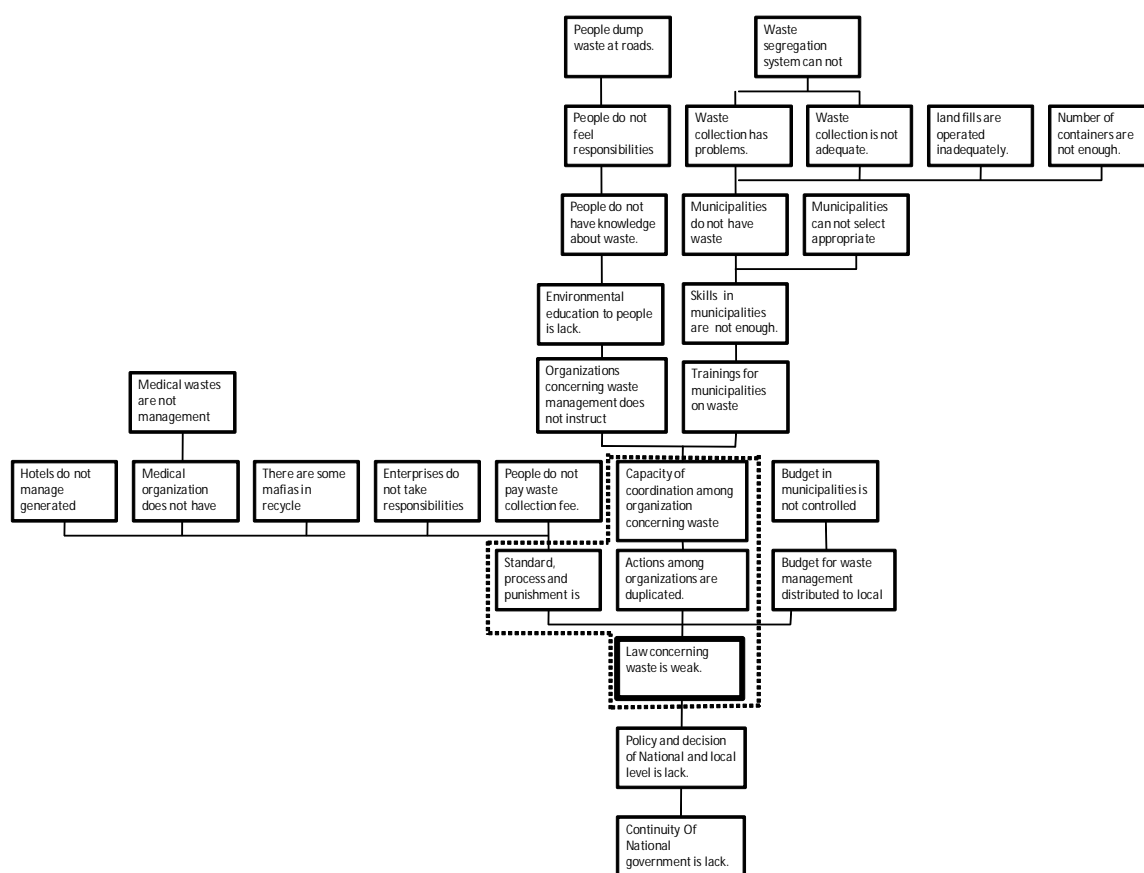 People dump
waste at roads.
Waste
segregation
system can not
People do not
feel
responsibilities
Waste
collection has
problems.
Waste
collection is not
adequate.
land fills are
operated
inadequately.
Number of
containers are
not enough.
People do not
have knowledge
about waste.
Municipalities
do not have
waste
Municipalities
can not select
appropriate
Environmental
education to people
is lack.
Skills in
municipalities
are not enough.
Medical wastes
are not
management
Organizations
concerning waste
management does
not instruct
Trainings for
municipalities
on waste
Hotels do not
manage
generated
Medical
organization
does not have
There are some
mafias in
recycle
Enterprises do
not take
responsibilities
People do not
pay waste
collection fee.
Capacity of
coordination among
organization
concerning waste
Budget in
municipalities is
not controlled
Standard,
process and
punishment is
Actions among
organizations are
duplicated.
Budget for waste
management
distributed to local
Law concerning
waste is weak.
Policy and decision
of National and local
level is lack.
Continuity Of
National
government is lack.